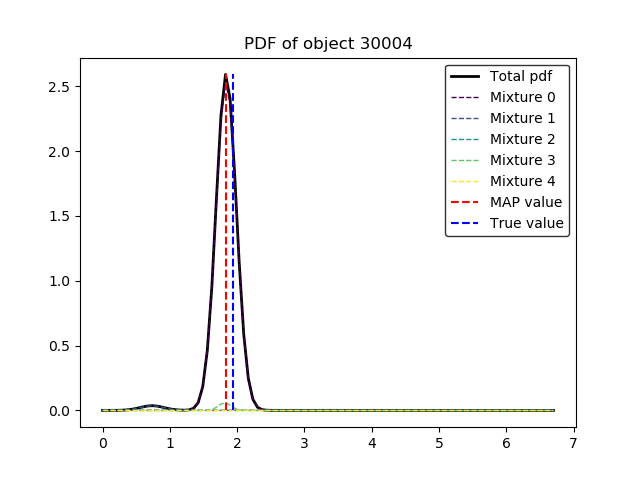 PDF of object 30004
Total pdf
Mixture 0
Mixture 1
Mixture 2
Mixture 3
Mixture 4
MAP value
True value
2.5
2.0
1.5
1.0
0.5
0.0
0 1 2 3 4 5 6 7